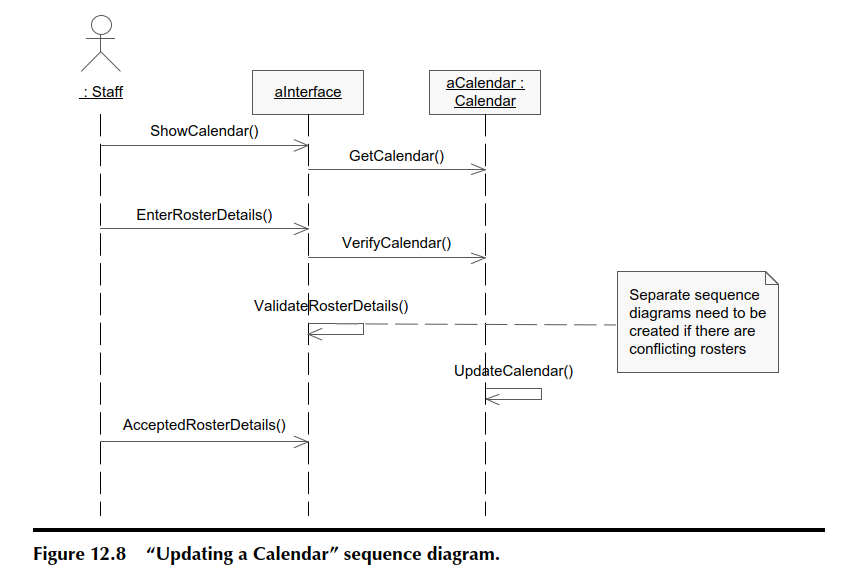 : Staff
aInterface
aCalendar :
Calendar
ShowCalendar()
GetCalendar()
EnterRosterDetails()
VerifyCalendar()
ValidateRosterDetails()
Separate sequence
diagrams need to be
created if there are
conflicting rosters
UpdateCalendar()
AcceptedRosterDetails()
Figure 12.8 “Updating a Calendar” sequence diagram.